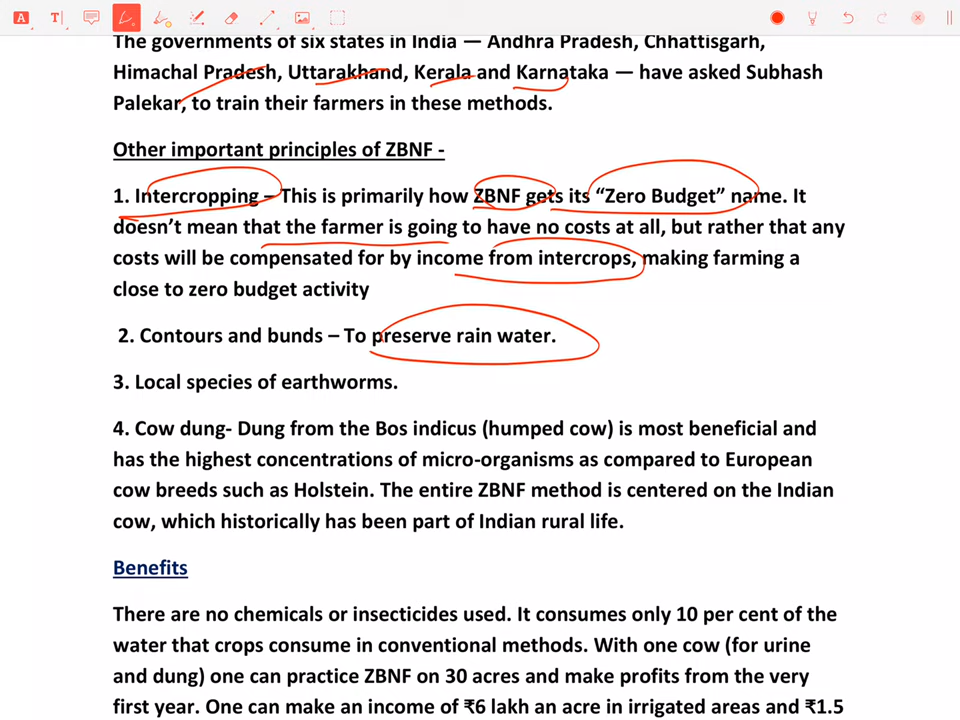 A T
The governments of six states in India — Andhra Pradesh, Chhattisgarh,
Himachal Pradesh, Uttarakhand, Kerala and Karnataka — have asked Subhash
Palekar, to train their farmers in these methods.
Other important principles of ZBNF -
1. Intercropping – This is primarily how ZBNF gets its “Zero Budget” name. It
doesn’t mean that the farmer is going to have no costs at all, but rather that any
costs will be compensated for by income from intercrops, making farming a
close to zero budget activity
2. Contours and bunds – To preserve rain water.
3. Local species of earthworms.
4. Cow dung- Dung from the Bos indicus (humped cow) is most beneficial and
has the highest concentrations of micro-organisms as compared to European
cow breeds such as Holstein. The entire ZBNF method is centered on the Indian
cow, which historically has been part of Indian rural life.
Benefits
There are no chemicals or insecticides used. It consumes only 10 per cent of the
water that crops consume in conventional methods. With one cow (for urine
and dung) one can practice ZBNF on 30 acres and make profits from the very
first year. One can make an income of ₹6 lakh an acre in irrigated areas and ₹1.5